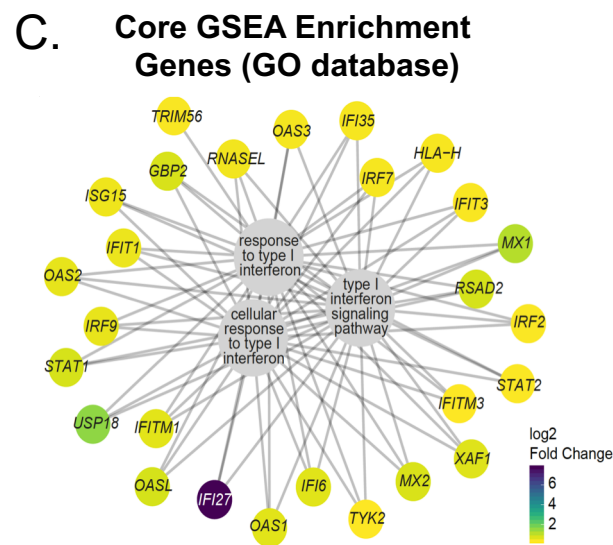 C. Core GSEA Enrichment
Genes (GO database)
TRIM56
OAS3
IFI35
GBP2
RNASEL
HLA−H
IRF7
ISG15
IFIT3
IFIT1
response
to type I
interferon
MX1
OAS2
type I
interferon
signaling
pathway
RSAD2
IRF9
cellular
response
to type I
interferon
IRF2
STAT1
STAT2
USP18
IFITM1
IFITM3
OASL
IFI27
OAS1
IFI6
TYK2
MX2
XAF1
log2
Fold Change
6
4
2